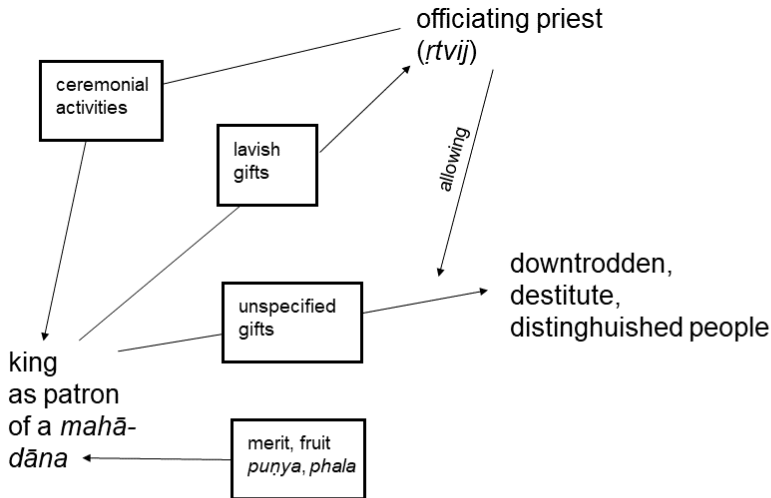 officiating priest
(ṛtvij)
ceremonial
activities
lavish
gifts
allowing
downtrodden,
destitute,
distinghuished people
unspecified
gifts
king
as patron
of a mahā-
dāna
merit, fruit
puṇya, phala